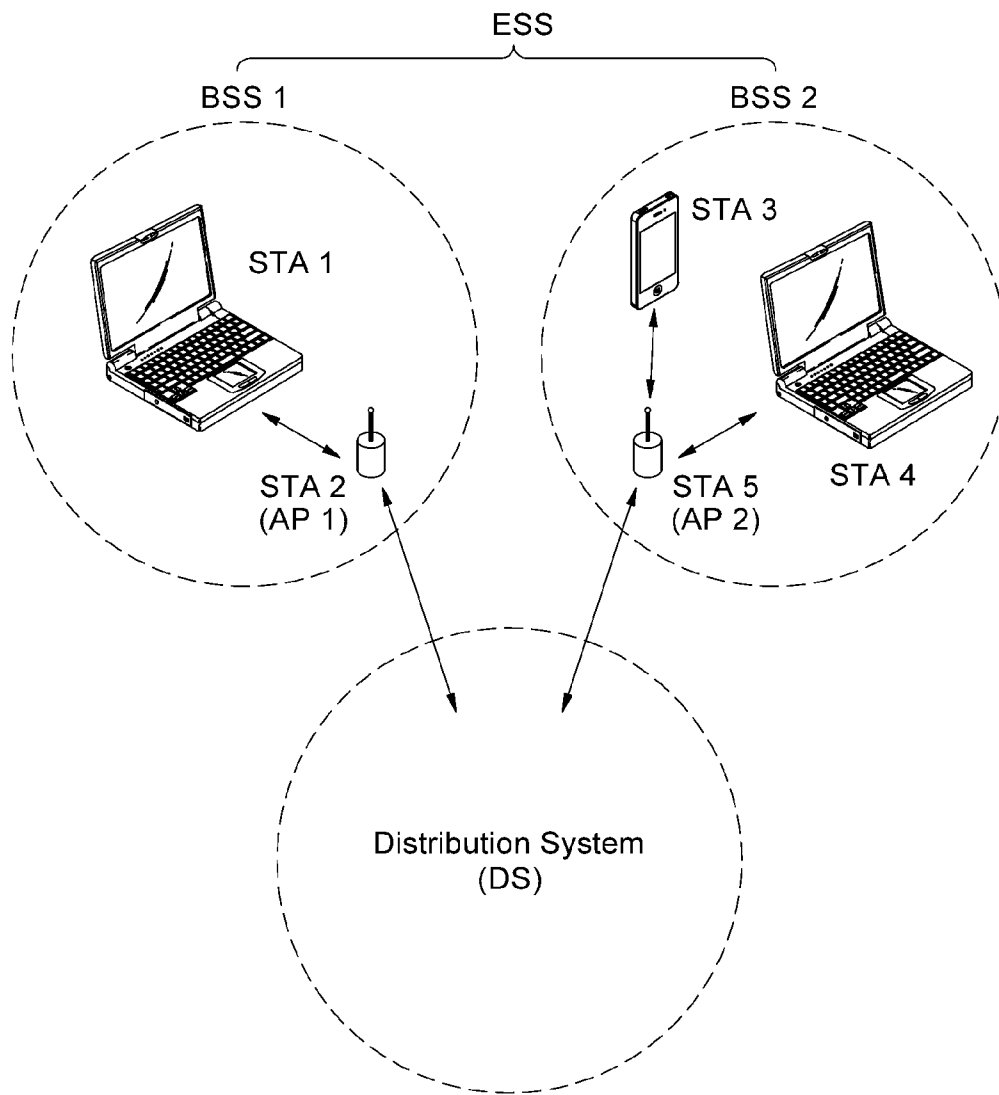 ESS
BSS 1
BSS 2
STA 1
STA 2
(AP 1)
STA 3
STA 4
STA 5
(AP 2)
Distribution System
(DS)